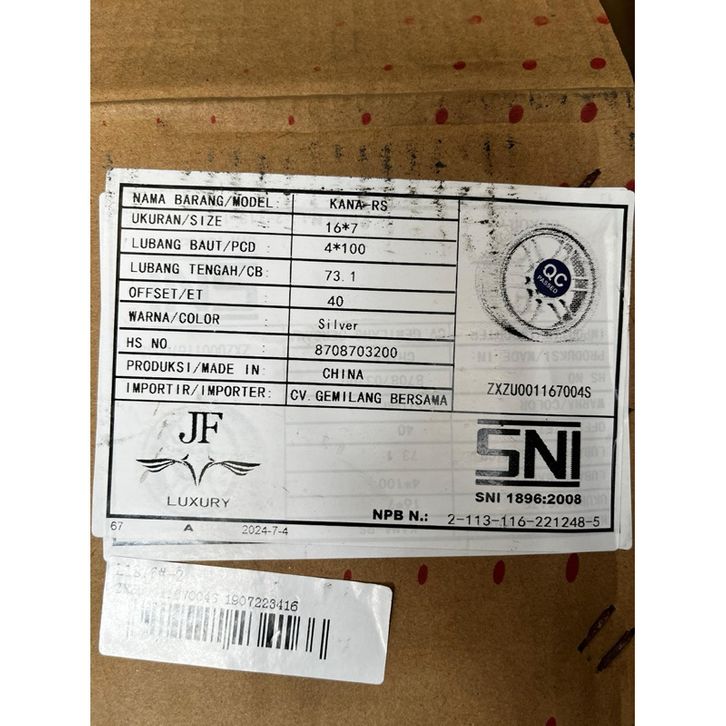 NAMA BARANG/MODEL: KANA-RS
UKURAN/SIZE 16*7
LUBANG BAUT/PCD : 4*100
LUBANG TENGAH/CB: 73.1
OFFSET/ET : 40
WARNA/COLOR : Silver
HS NO. : 8708703200
PRODUKSI/MADE IN: CHINA
IMPORTIR/IMPORTER: CV. GEMILANG BERSAMA
QC
PASSED
ZXZU001167004S
JF
LUXURY
SNI
SNI 1896:2008
NPB N.: 2-113-116-221248-5
67 A 2024-7-4
1907223416